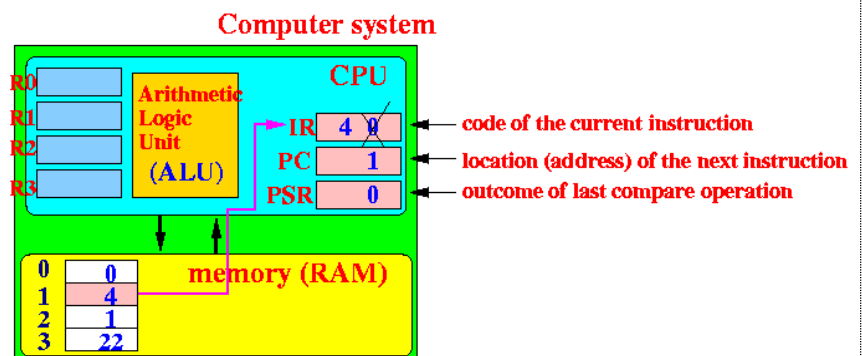 Computer system
CPU
R0
R1
R2
R3
Arithmetic
Logic
Unit
(ALU)
IR 4 0 code of the current instruction
PC 1 location (address) of the next instruction
PSR 0 outcome of last compare operation
memory (RAM)
0 0
1 4
2 1
3 22